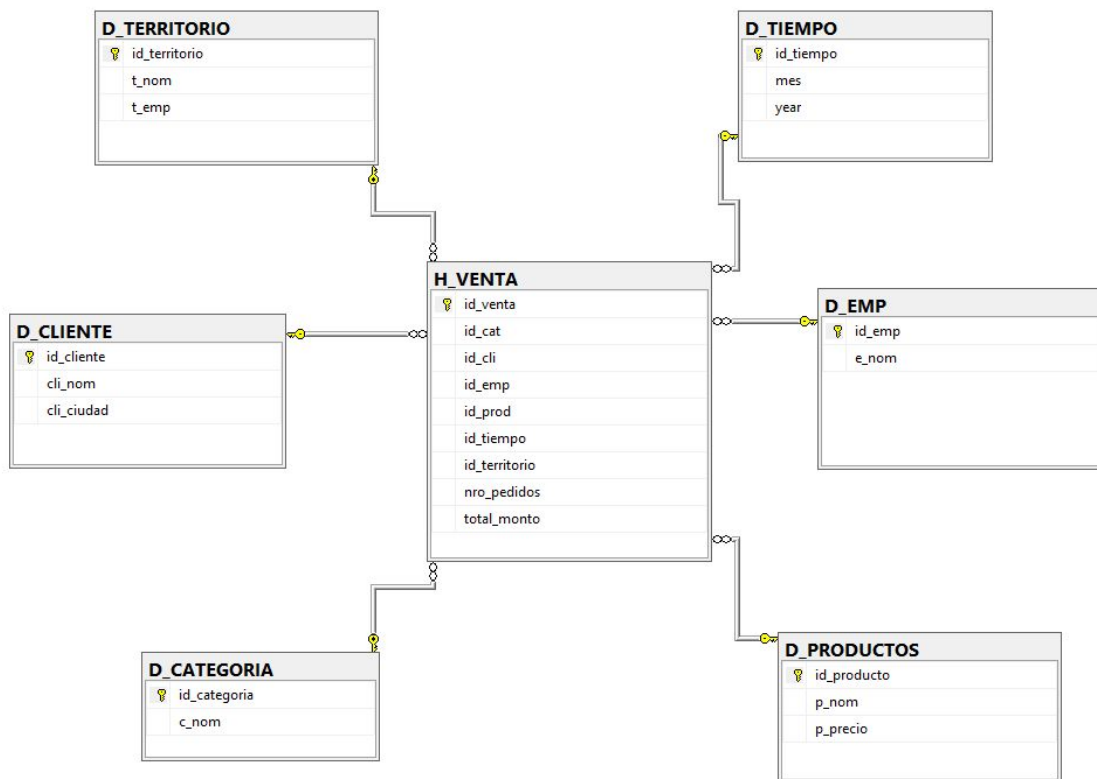 D_TERRITORIO
id_territorio
t_nom
t_emp
D_TIEMPO
id_tiempo
mes
year
H_VENTA
id_venta
id_cat
id_cli
id_emp
id_prod
id_tiempo
id_territorio
nro_pedidos
total_monto
D_CLIENTE
id_cliente
cli_nom
cli_ciudad
D_EMP
id_emp
e_nom
D_CATEGORIA
id_categoria
c_nom
D_PRODUCTOS
id_producto
p_nom
p_precio